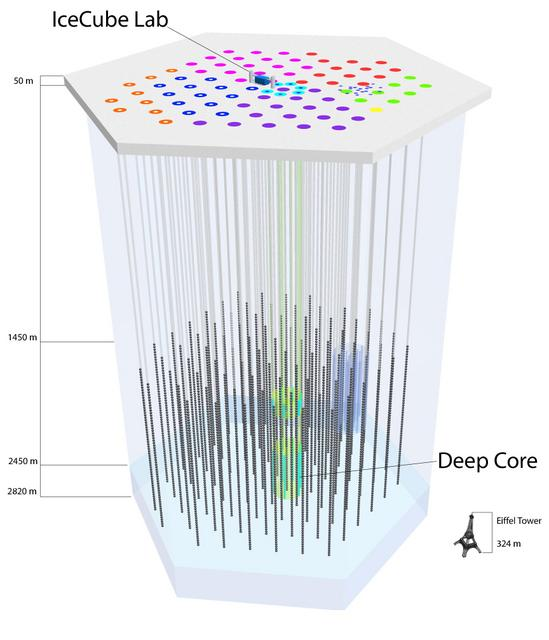 IceCube Lab
50 m
1450 m
2450 m
2820 m
Deep Core
Eiffel Tower
324 m